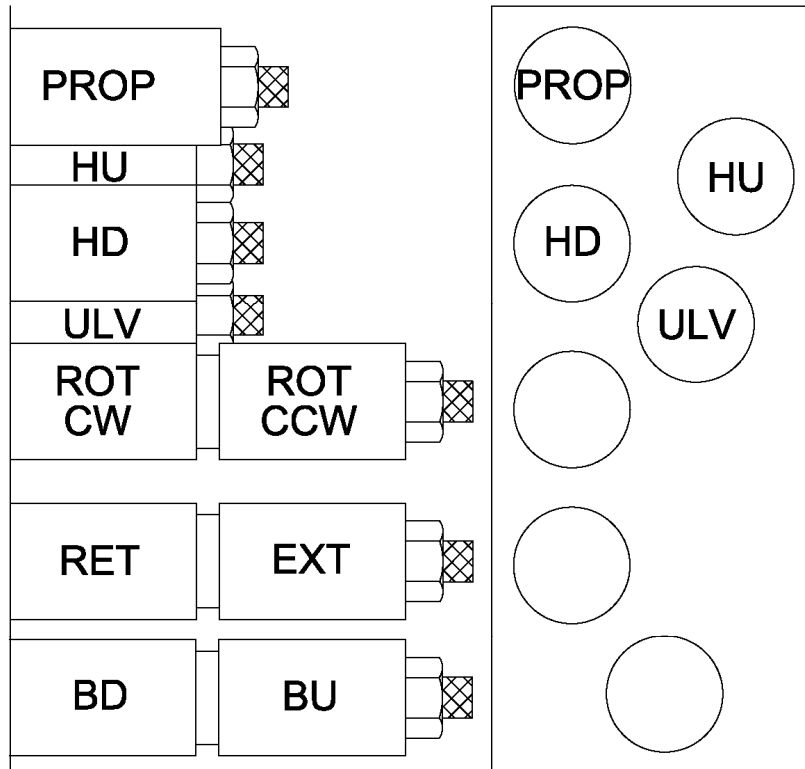 PROP
HU
HD
ULV
ROT
CW
ROT
CCW
RET
EXT
BD
BU
PROP
HU
HD
ULV